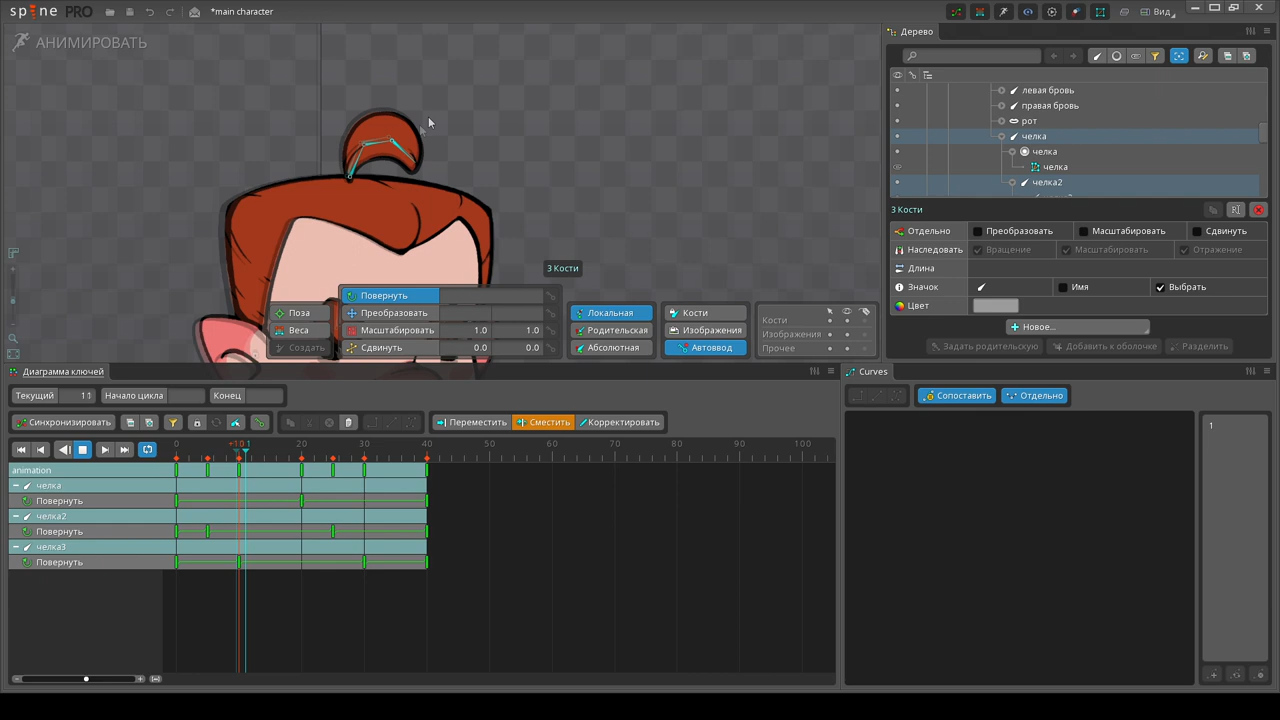 spine PRO *main character Вид
АНИМИРОВАТЬ
Дерево
левая бровь
правая бровь
рот
челка
челка
челка
челка2
3 Кости
Отдельно Преобразовать Масштабировать Сдвинуть
Наследовать Вращение Масштабировать Отражение
Длина
Значок Имя Выбрать
Цвет
Новое...
Задать родительскую Добавить к оболочке Разделить
3 Кости
Поза
Веса
Создать
Повернуть
Преобразовать
Масштабировать 1.0 1.0
Сдвинуть 0.0 0.0
Локальная
Родительская
Абсолютная
Кости
Изображения
Автоввод
Кости
Изображения
Прочее
Диаграмма ключей
Текущий 11 Начало цикла Конец
Синхронизировать Переместить Сместить Корректировать
0 +10 1 20 30 40 50 60 70 80 90 100
animation
челка
Повернуть
челка2
Повернуть
челка3
Повернуть
Curves
Сопоставить Отдельно
1